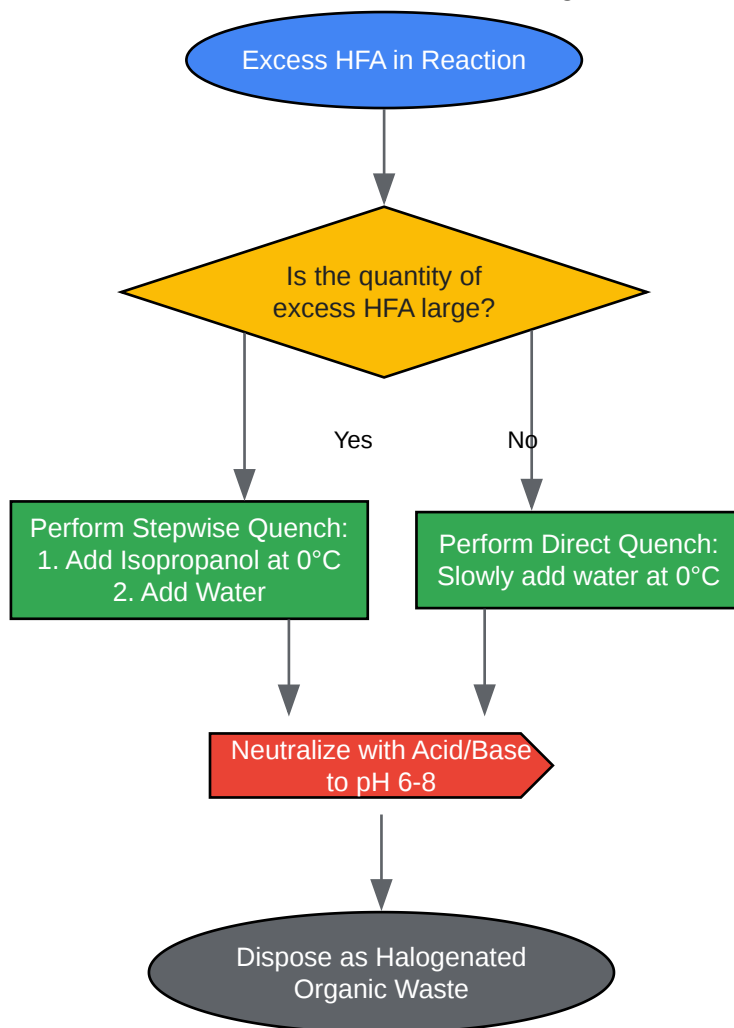 Excess HFA in Reaction
Is the quantity of
excess HFA large?
Yes
No
Perform Stepwise Quench:
1. Add Isopropanol at 0°C
2. Add Water
Perform Direct Quench:
Slowly add water at 0°C
Neutralize with Acid/Base
to pH 6-8
Dispose as Halogenated
Organic Waste